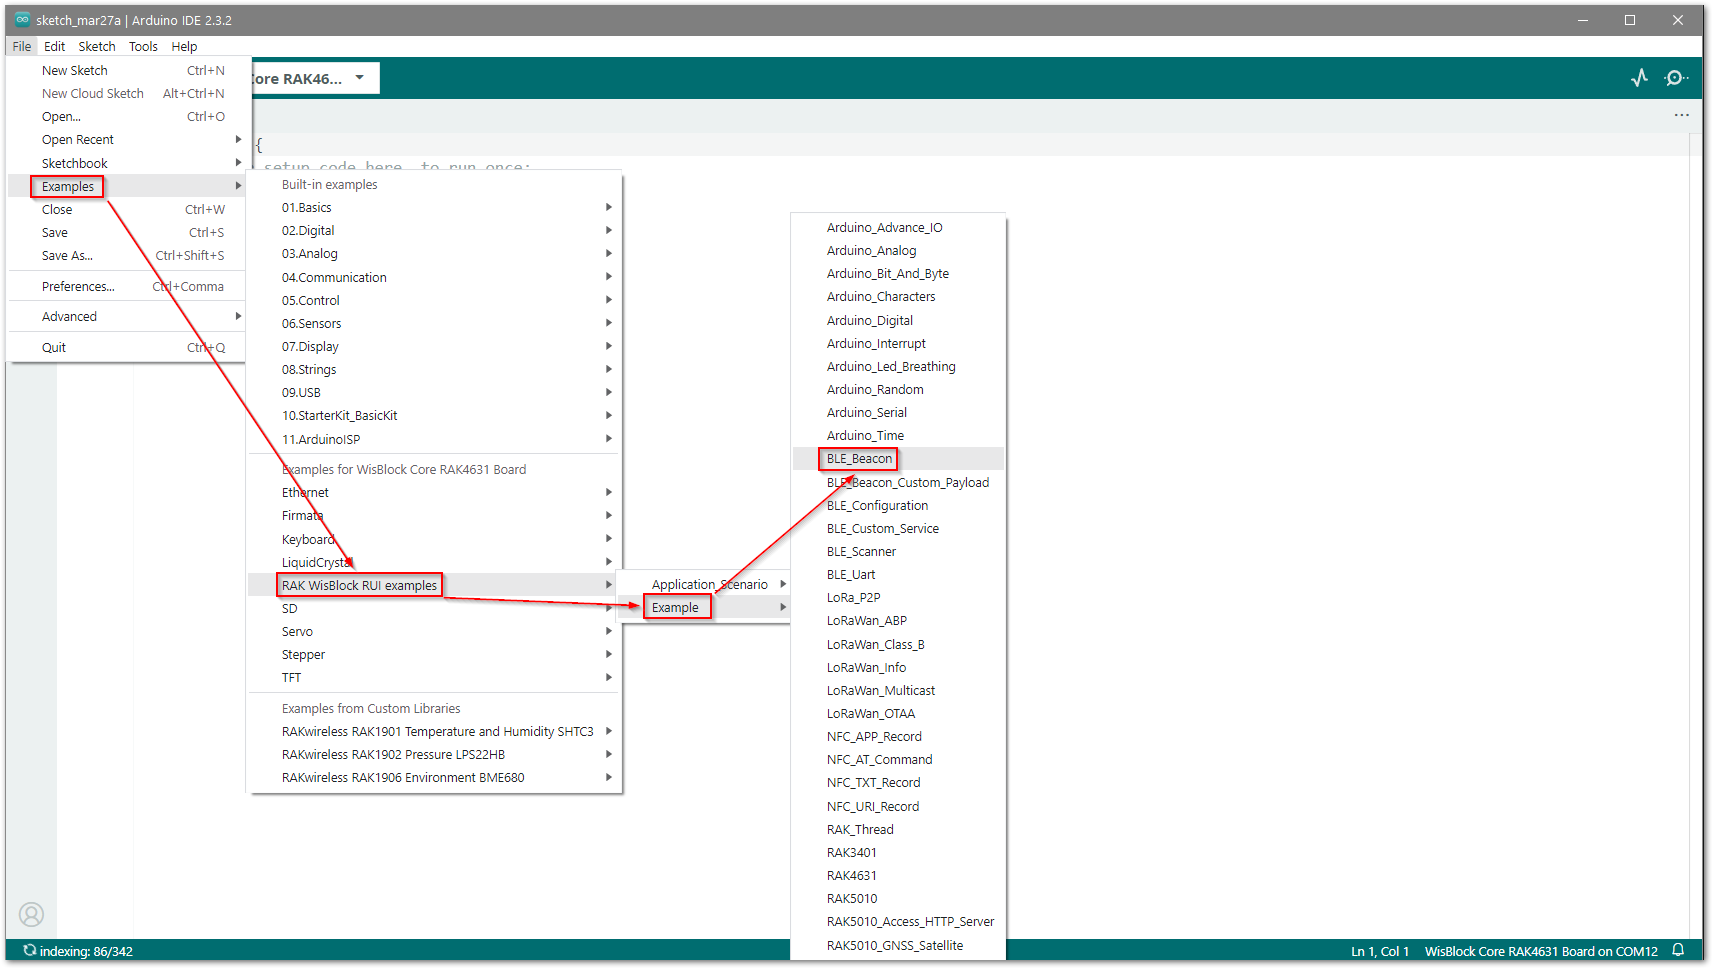 sketch_mar27a | Arduino IDE 2.3.2
File Edit Sketch Tools Help
New Sketch Ctrl+N
New Cloud Sketch Alt+Ctrl+N
Open... Ctrl+O
Open Recent
Sketchbook
Examples
Close Ctrl+W
Save Ctrl+S
Save As... Ctrl+Shift+S
Preferences... Ctrl+Comma
Advanced
Quit Ctrl+Q
Core RAK46...
{
setup code here, to run once:
Built-in examples
01.Basics
02.Digital
03.Analog
04.Communication
05.Control
06.Sensors
07.Display
08.Strings
09.USB
10.StarterKit_BasicKit
11.ArduinoISP
Examples for WisBlock Core RAK4631 Board
Ethernet
Firmata
Keyboard
LiquidCrystal
RAK WisBlock RUI examples
SD
Servo
Stepper
TFT
Examples from Custom Libraries
RAKwireless RAK1901 Temperature and Humidity SHTC3
RAKwireless RAK1902 Pressure LPS22HB
RAKwireless RAK1906 Environment BME680
Application_Scenario
Example
Arduino_Advance_IO
Arduino_Analog
Arduino_Bit_And_Byte
Arduino_Characters
Arduino_Digital
Arduino_Interrupt
Arduino_Led_Breathing
Arduino_Random
Arduino_Serial
Arduino_Time
BLE_Beacon
BLE_Beacon_Custom_Payload
BLE_Configuration
BLE_Custom_Service
BLE_Scanner
BLE_Uart
LoRa_P2P
LoRaWan_ABP
LoRaWan_Class_B
LoRaWan_Info
LoRaWan_Multicast
LoRaWan_OTAA
NFC_APP_Record
NFC_AT_Command
NFC_TXT_Record
NFC_URI_Record
RAK_Thread
RAK3401
RAK4631
RAK5010
RAK5010_Access_HTTP_Server
RAK5010_GNSS_Satellite
indexing: 86/342
Ln 1, Col 1 WisBlock Core RAK4631 Board on COM12